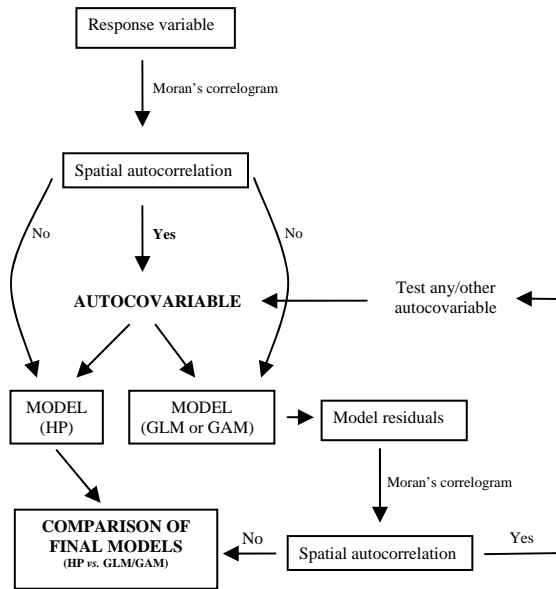 Response variable
Moran's correlogram
Spatial autocorrelation
No
Yes
No
AUTOCOVARIABLE
Test any/other
autocovariable
MODEL
(HP)
MODEL
(GLM or GAM)
Model residuals
Moran's correlogram
COMPARISON OF
FINAL MODELS
(HP vs. GLM/GAM)
No
Spatial autocorrelation
Yes